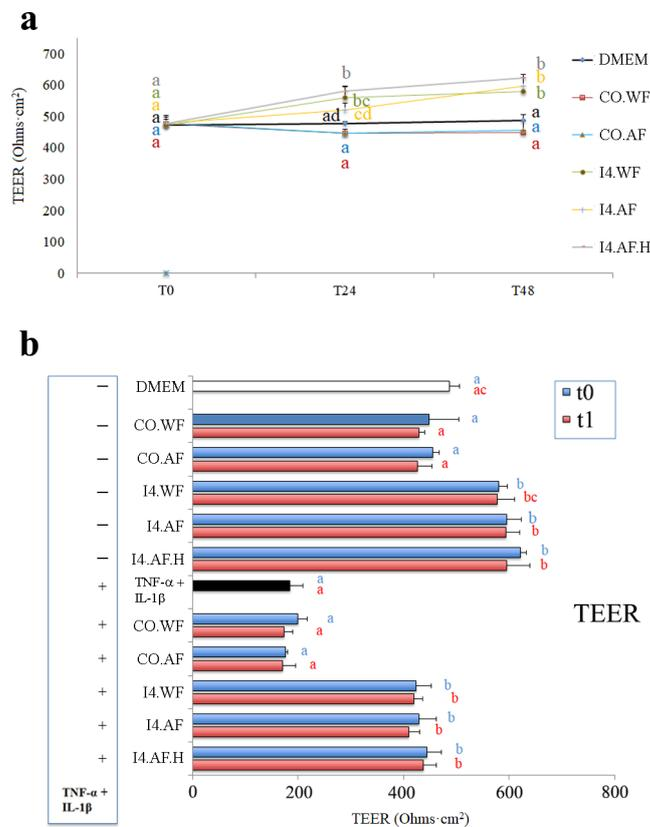 a
700
600
500
400
300
200
100
0
TEER (Ohms·cm²)
T0
T24
T48
a
a
a
a
a
a
b
bc
ad
cd
a
a
b
b
b
a
a
a
DMEM
CO.WF
CO.AF
I4.WF
I4.AF
I4.AF.H
b
– DMEM a
ac
– CO.WF a
a
– CO.AF a
a
– I4.WF b
bc
– I4.AF b
b
– I4.AF.H b
b
+ TNF-α + a
IL-1β a
+ CO.WF a
a
+ CO.AF a
a
+ I4.WF b
b
+ I4.AF b
b
+ I4.AF.H b
b
t0
t1
TEER
TNF-α +
IL-1β
0 200 400 600 800
TEER (Ohms·cm²)